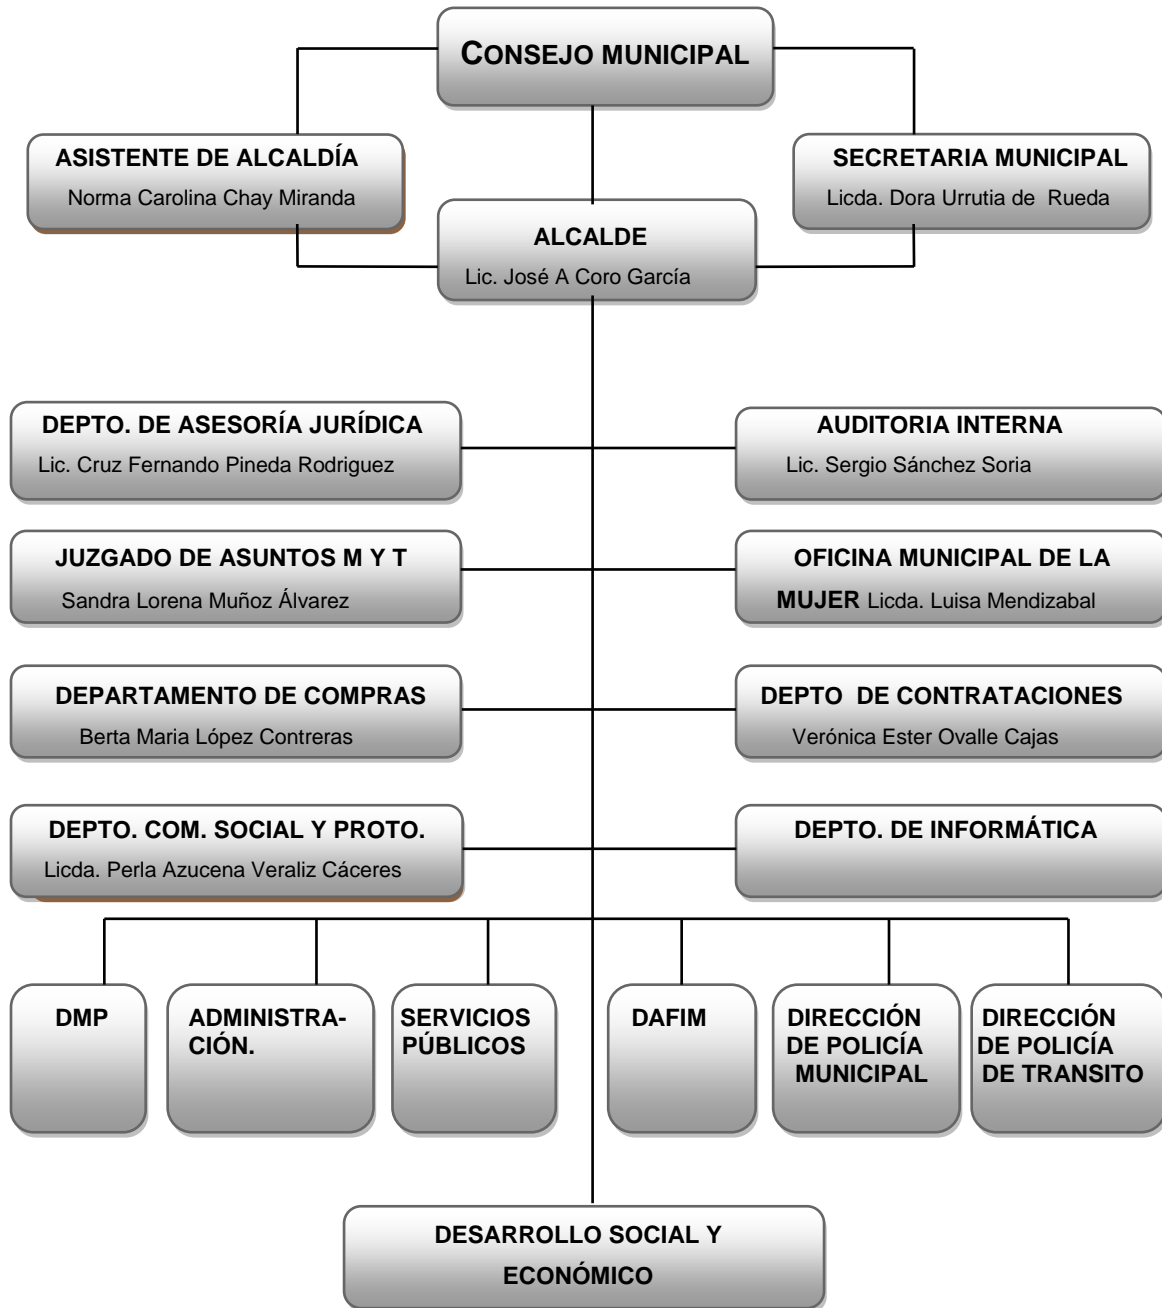 CONSEJO MUNICIPAL
ASISTENTE DE ALCALDÍA
Norma Carolina Chay Miranda
SECRETARIA MUNICIPAL
Licda. Dora Urrutia de Rueda
ALCALDE
Lic. José A Coro García
DEPTO. DE ASESORÍA JURÍDICA
Lic. Cruz Fernando Pineda Rodriguez
AUDITORIA INTERNA
Lic. Sergio Sánchez Soria
JUZGADO DE ASUNTOS M Y T
Sandra Lorena Muñoz Álvarez
OFICINA MUNICIPAL DE LA
MUJER Licda. Luisa Mendizabal
DEPARTAMENTO DE COMPRAS
Berta Maria López Contreras
DEPTO DE CONTRATACIONES
Verónica Ester Ovalle Cajas
DEPTO. COM. SOCIAL Y PROTO.
Licda. Perla Azucena Veraliz Cáceres
DEPTO. DE INFORMÁTICA
DMP
ADMINISTRA-
CIÓN.
SERVICIOS
PÚBLICOS
DAFIM
DIRECCIÓN
DE POLICÍA
MUNICIPAL
DIRECCIÓN
DE POLICÍA
DE TRANSITO
DESARROLLO SOCIAL Y
ECONÓMICO